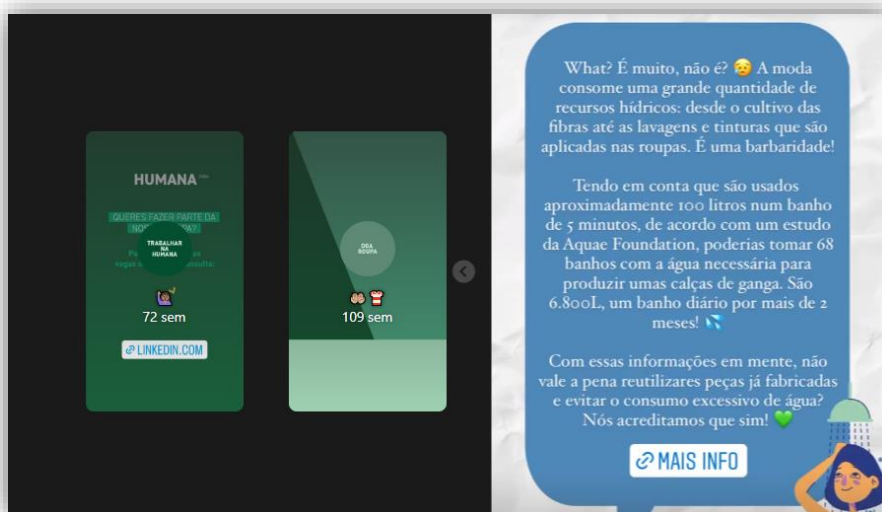 HUMANA
QUERES FAZER PARTE DA
TRABALHAR
NA
HUMANA
72 sem
LINKEDIN.COM
DOA
ROUPA
109 sem
What? É muito, não é? 😥 A moda
consome uma grande quantidade de
recursos hídricos: desde o cultivo das
fibras até as lavagens e tinturas que são
aplicadas nas roupas. É uma barbaridade!
Tendo em conta que são usados
aproximadamente 100 litros num banho
de 5 minutos, de acordo com um estudo
da Aquae Foundation, poderias tomar 68
banhos com a água necessária para
produzir umas calças de ganga. São
6.800L, um banho diário por mais de 2
meses! 💦
Com essas informações em mente, não
vale a pena reutilizares peças já fabricadas
e evitar o consumo excessivo de água?
Nós acreditamos que sim! 💚
MAIS INFO